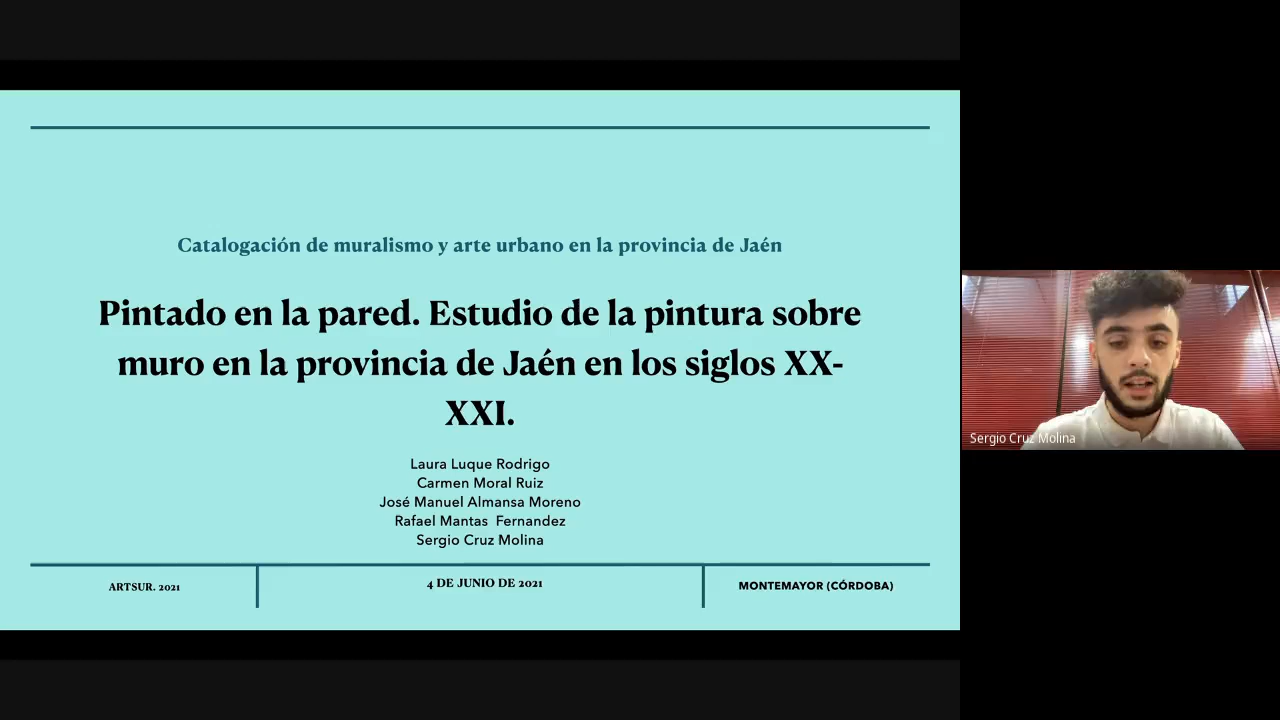 Catalogación de muralismo y arte urbano en la provincia de Jaén
Pintado en la pared. Estudio de la pintura sobre
muro en la provincia de Jaén en los siglos XX-
XXI.
Laura Luque Rodrigo
Carmen Moral Ruiz
José Manuel Almansa Moreno
Rafael Mantas Fernandez
Sergio Cruz Molina
ARTSUR. 2021
4 DE JUNIO DE 2021
MONTEMAYOR (CÓRDOBA)
Sergio Cruz Molina